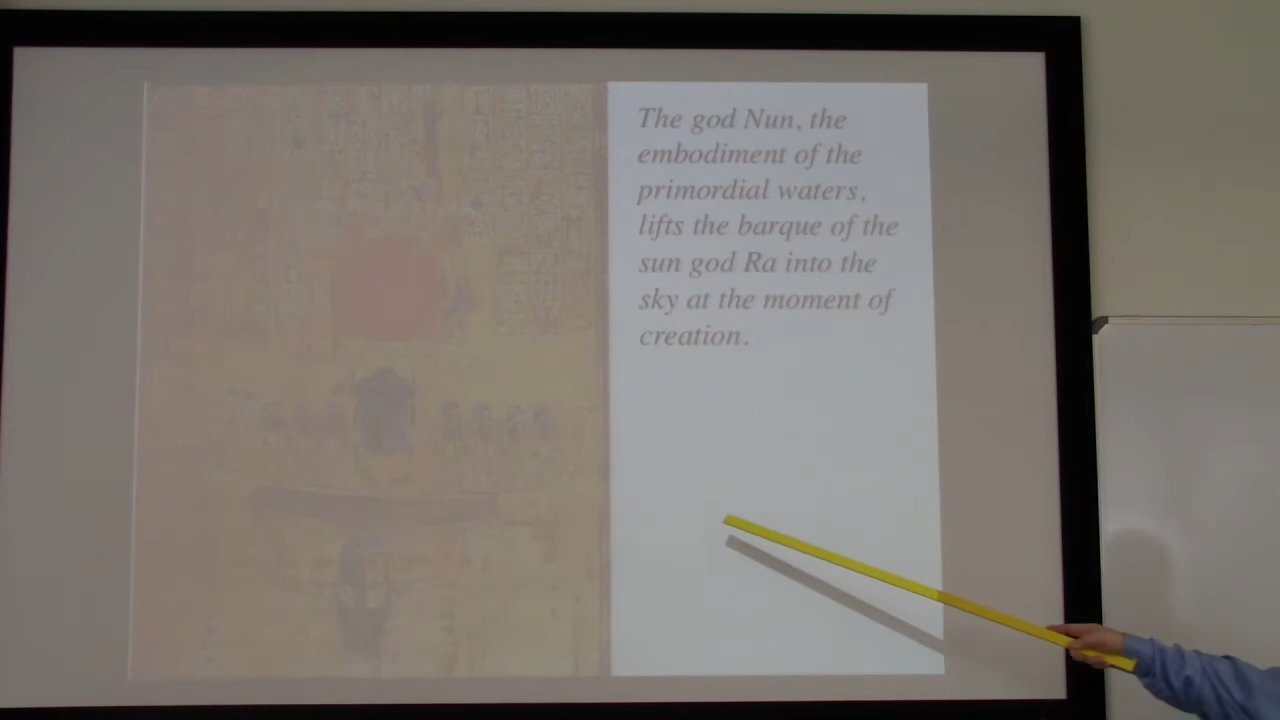 The god Nun, the
embodiment of the
primordial waters,
lifts the barque of the
sun god Ra into the
sky at the moment of
creation.